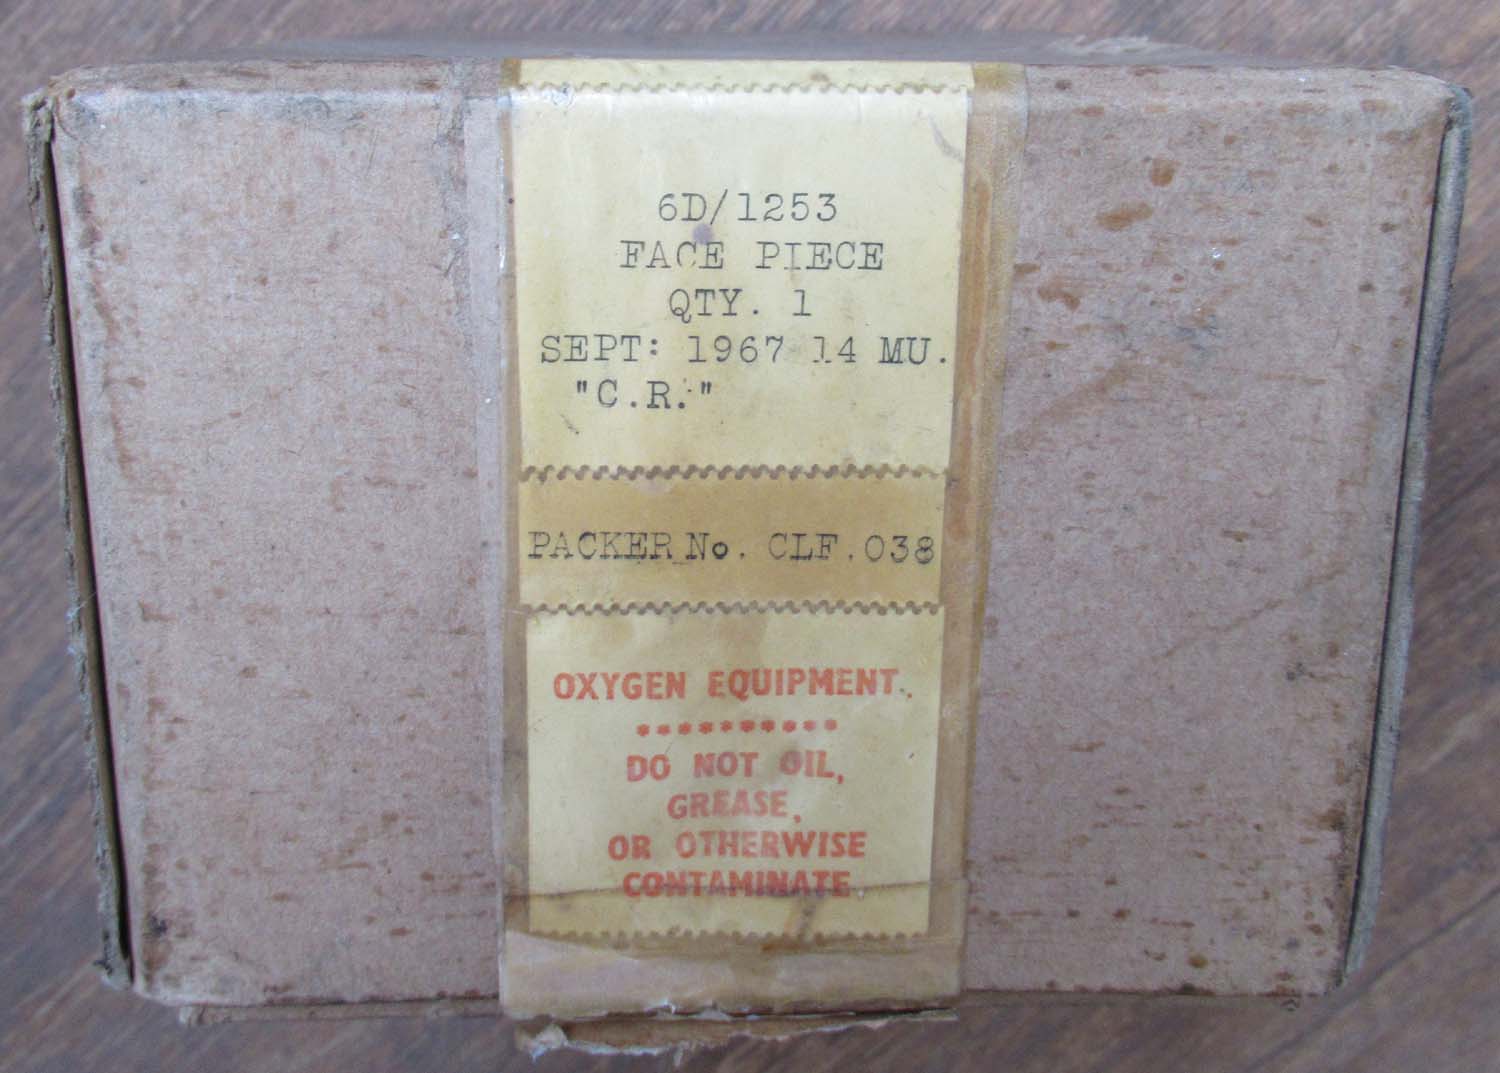 6D/1253
FACE PIECE
QTY. 1
SEPT: 1967 14 MU.
"C.R."
PACKER No. CLF.038
OXYGEN EQUIPMENT.
**********
DO NOT OIL,
GREASE,
OR OTHERWISE
CONTAMINATE